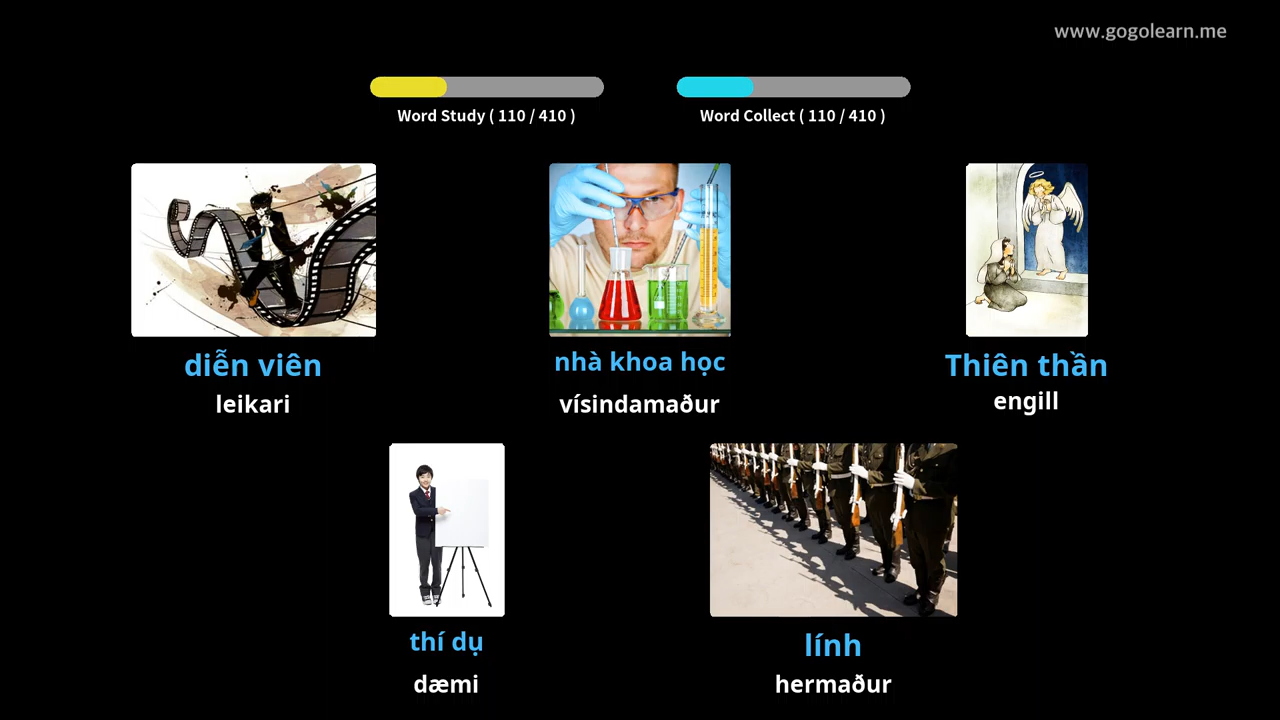 www.gogolearn.me
Word Study ( 110 / 410 )
Word Collect ( 110 / 410 )
diễn viên
leikari
nhà khoa học
vísindamaður
Thiên thần
engill
thí dụ
dæmi
lính
hermaður